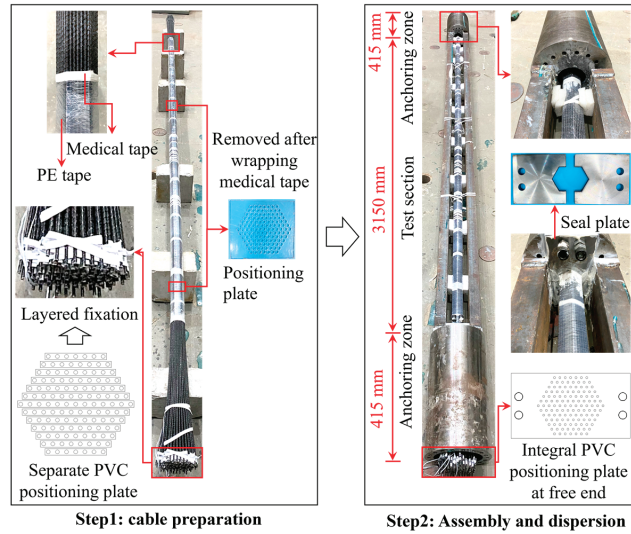 Medical tape
PE tape
Removed after
wrapping
medical tape
Positioning
plate
Layered fixation
Separate PVC
positioning plate
Step1: cable preparation
415 mm
Anchoring zone
3150 mm
Test section
415 mm
Anchoring zone
Seal plate
Integral PVC
positioning plate
at free end
Step2: Assembly and dispersion